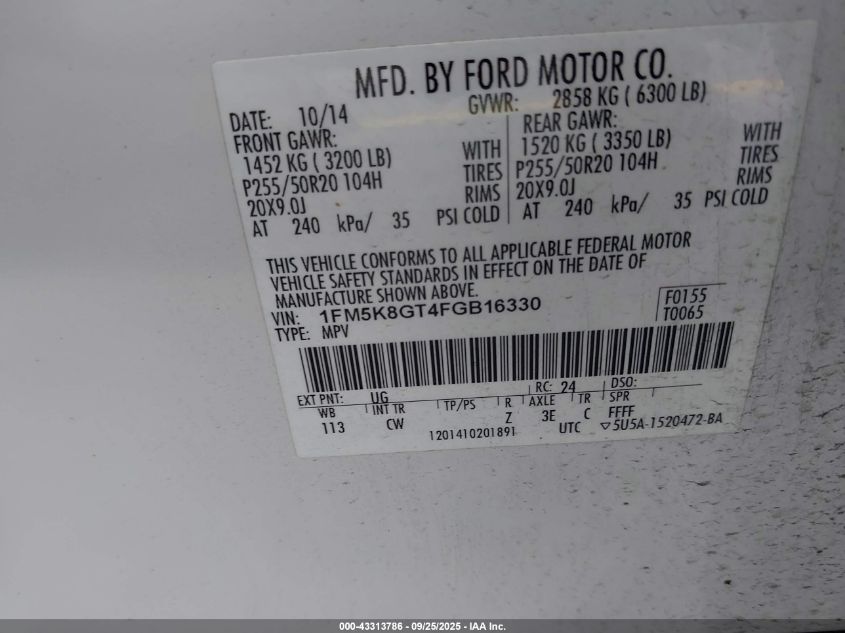 MFD. BY FORD MOTOR CO.
DATE: 10/14 GVWR: 2858 KG ( 6300 LB)
FRONT GAWR:
1452 KG ( 3200 LB) WITH
P255/50R20 104H TIRES
20X9.0J RIMS
AT 240 kPa/ 35 PSI COLD
REAR GAWR:
1520 KG ( 3350 LB) WITH
P255/50R20 104H TIRES
20X9.0J RIMS
AT 240 kPa/ 35 PSI COLD
THIS VEHICLE CONFORMS TO ALL APPLICABLE FEDERAL MOTOR
VEHICLE SAFETY STANDARDS IN EFFECT ON THE DATE OF
MANUFACTURE SHOWN ABOVE.
VIN: 1FM5K8GT4FGB16330
TYPE: MPV
F0155
T0065
EXT PNT: UG RC: 24 DSO:
WB INT TR TP/PS R AXLE TR SPR
113 CW Z 3E C FFFF
1201410201891 UTC ▽5U5A-1520472-BA
000-43313786 - 09/25/2025 - IAA Inc.